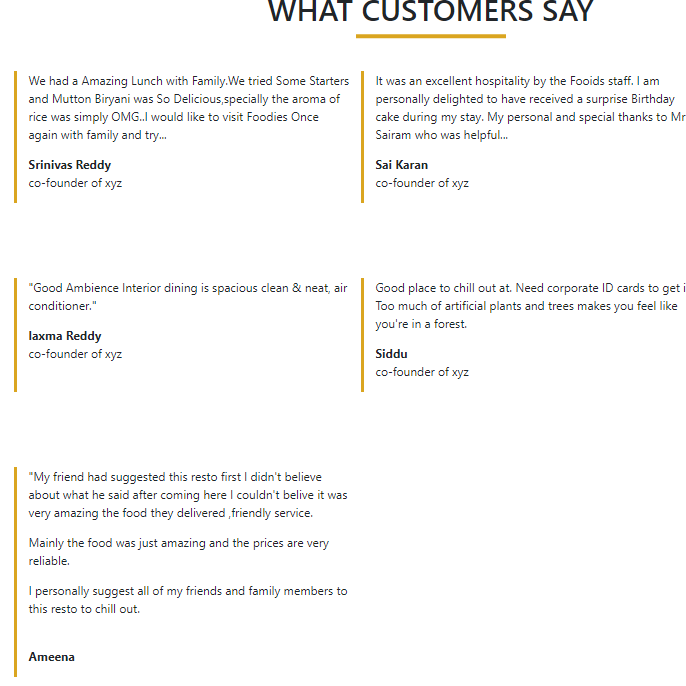 WHAT CUSTOMERS SAY
We had a Amazing Lunch with Family.We tried Some Starters
and Mutton Biryani was So Delicious,specially the aroma of
rice was simply OMG..I would like to visit Foodies Once
again with family and try...
Srinivas Reddy
co-founder of xyz
It was an excellent hospitality by the Fooids staff. I am
personally delighted to have received a surprise Birthday
cake during my stay. My personal and special thanks to Mr
Sairam who was helpful...
Sai Karan
co-founder of xyz
"Good Ambience Interior dining is spacious clean & neat, air
conditioner."
laxma Reddy
co-founder of xyz
Good place to chill out at. Need corporate ID cards to get i
Too much of artificial plants and trees makes you feel like
you're in a forest.
Siddu
co-founder of xyz
"My friend had suggested this resto first I didn't believe
about what he said after coming here I couldn't belive it was
very amazing the food they delivered ,friendly service.
Mainly the food was just amazing and the prices are very
reliable.
I personally suggest all of my friends and family members to
this resto to chill out.
Ameena